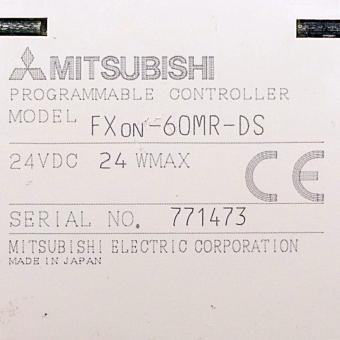 MITSUBISHI
PROGRAMMABLE CONTROLLER
MODEL FXON-60MR-DS
24VDC 24 WMAX
CE
SERIAL NO. 771473
MITSUBISHI ELECTRIC CORPORATION
MADE IN JAPAN